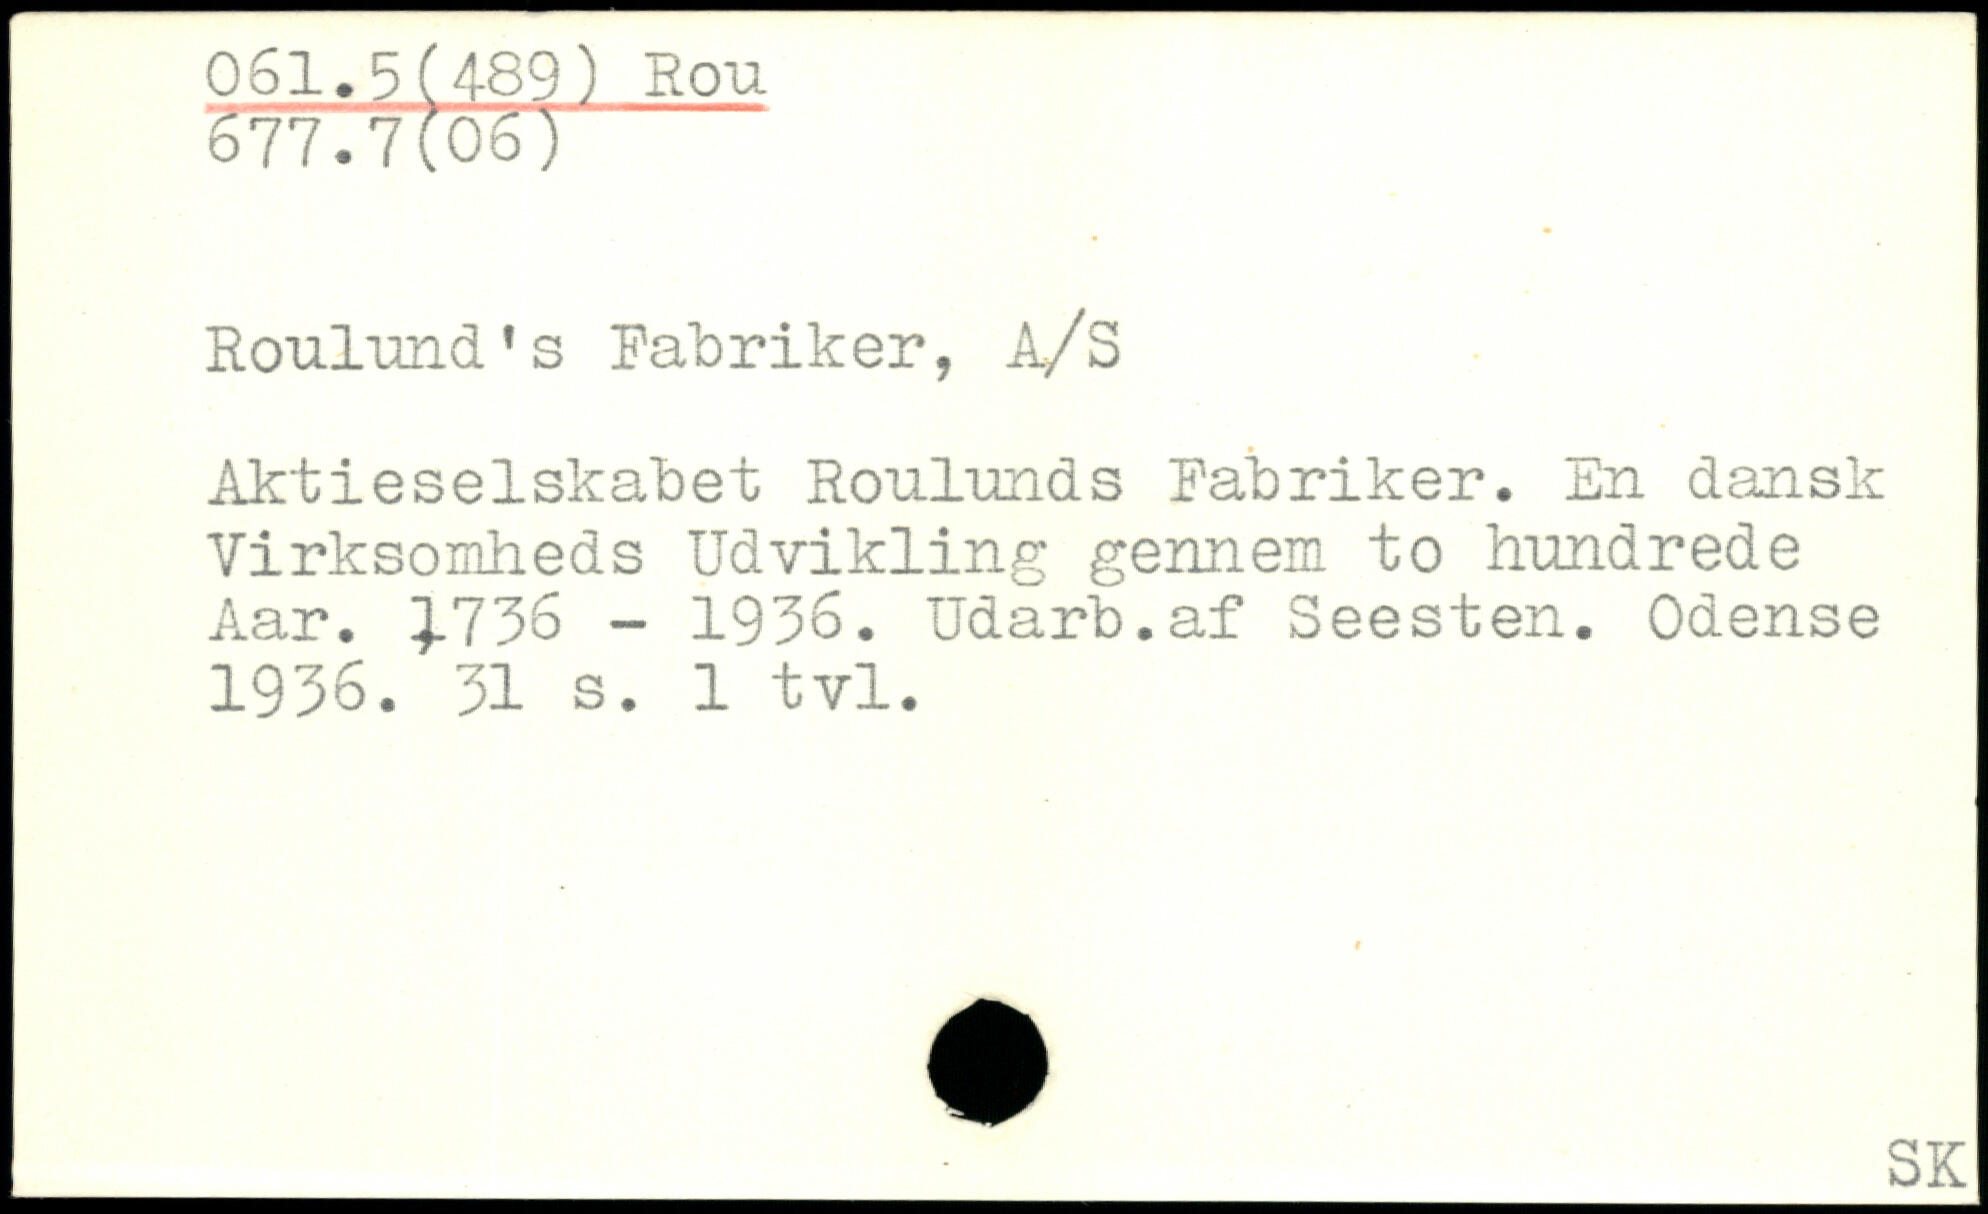 061.5(489) Rou
677.7(06)
Roulund's Fabriker, A/S
Aktieselskabet Roulunds Fabriker. En dansk
Virksomheds Udvikling gennem to hundrede
Aar. 1736 - 1936. Udarb.af Seesten. Odense
1936. 31 s. 1 tvl.
SK